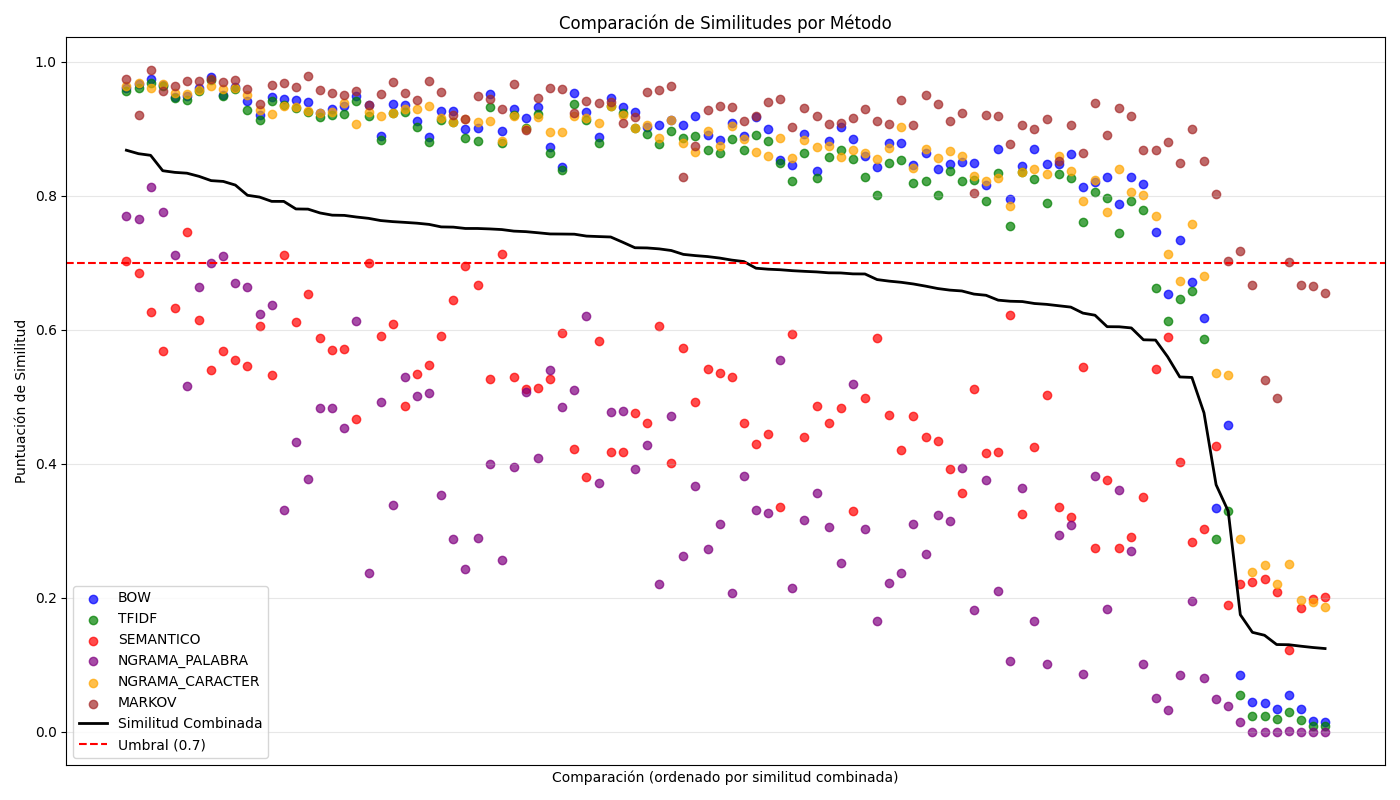 Comparación de Similitudes por Método
Puntuación de Similitud
1.0
0.8
0.6
0.4
0.2
0.0
BOW
TFIDF
SEMANTICO
NGRAMA_PALABRA
NGRAMA_CARACTER
MARKOV
Similitud Combinada
Umbral (0.7)
Comparación (ordenado por similitud combinada)